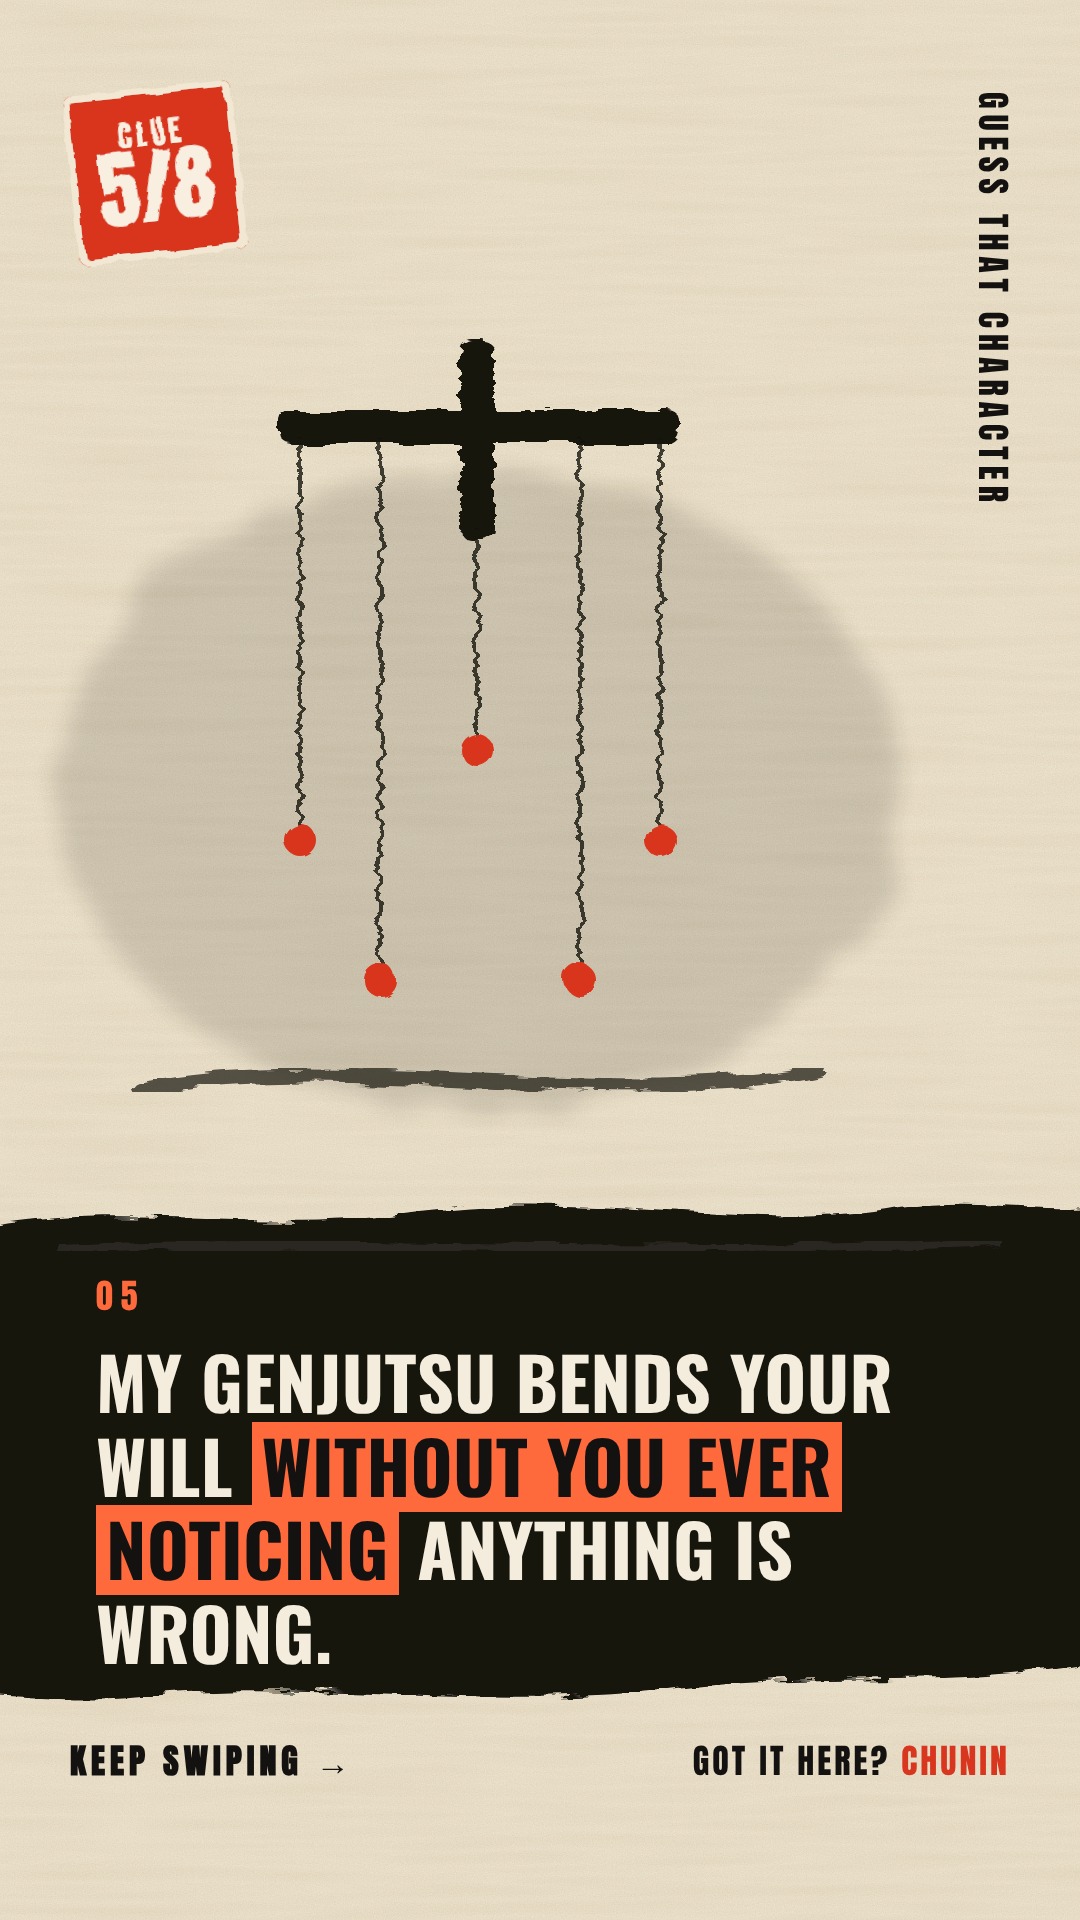 CLUE
5/8
GUESS THAT CHARACTER
05
MY GENJUTSU BENDS YOUR
WILL WITHOUT YOU EVER
NOTICING ANYTHING IS
WRONG.
KEEP SWIPING →
GOT IT HERE? CHUNIN